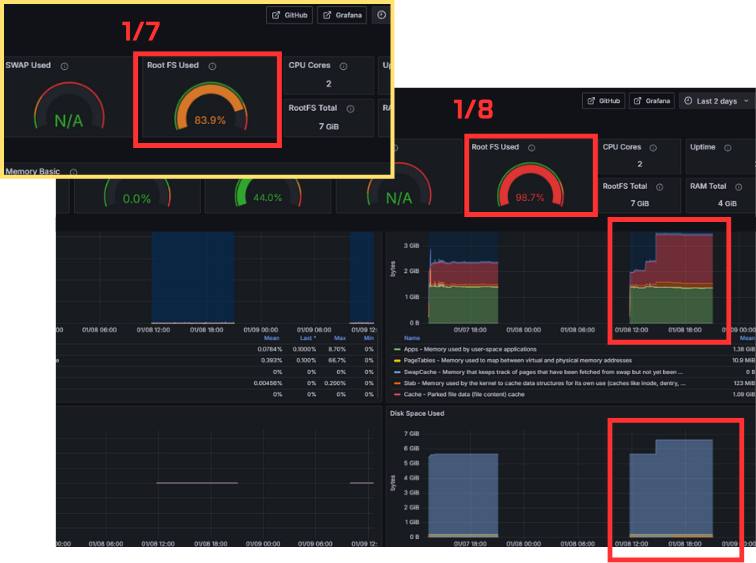 GitHub
Grafana
1/7
SWAP Used
Root FS Used
CPU Cores
2
N/A
83.9%
RootFS Total
7 GiB
Memory Basic
1/8
GitHub
Grafana
Last 2 days
Root FS Used
CPU Cores
Uptime
2
0.0%
44.0%
N/A
98.7%
RootFS Total
RAM Total
7 GiB
4 GiB
bytes
3 GiB
2 GiB
1 GiB
0 B
01/08 06:00 01/08 12:00 01/08 18:00 01/09 00:00 01/09 06:00 01/09 12:
01/07 18:00 01/08 00:00 01/08 06:00 01/08 12:00 01/08 18:00
Mean Last * Max Min
0.0784% 0.1000% 8.70% 0%
0.393% 0.100% 66.7% 0%
0% 0% 0% 0%
0.00456% 0% 0.200% 0%
0% 0% 0% 0%
Name Mean
Apps - Memory used by user-space applications 1.38 GiB
PageTables - Memory used to map between virtual and physical memory addresses 10.9 MiB
SwapCache - Memory that keeps track of pages that have been fetched from swap but not yet been ... 0 B
Slab - Memory used by the kernel to cache data structures for its own use (caches like inode, dentry, ... 123 MiB
Cache - Parked file data (file content) cache 1.09 GiB
Disk Space Used
bytes
7 GiB
6 GiB
5 GiB
4 GiB
3 GiB
2 GiB
1 GiB
0 B
01/08 06:00 01/08 12:00 01/08 18:00 01/09 00:00 01/09 06:00 01/09 12:
01/07 18:00 01/08 00:00 01/08 06:00 01/08 12:00 01/08 18:00